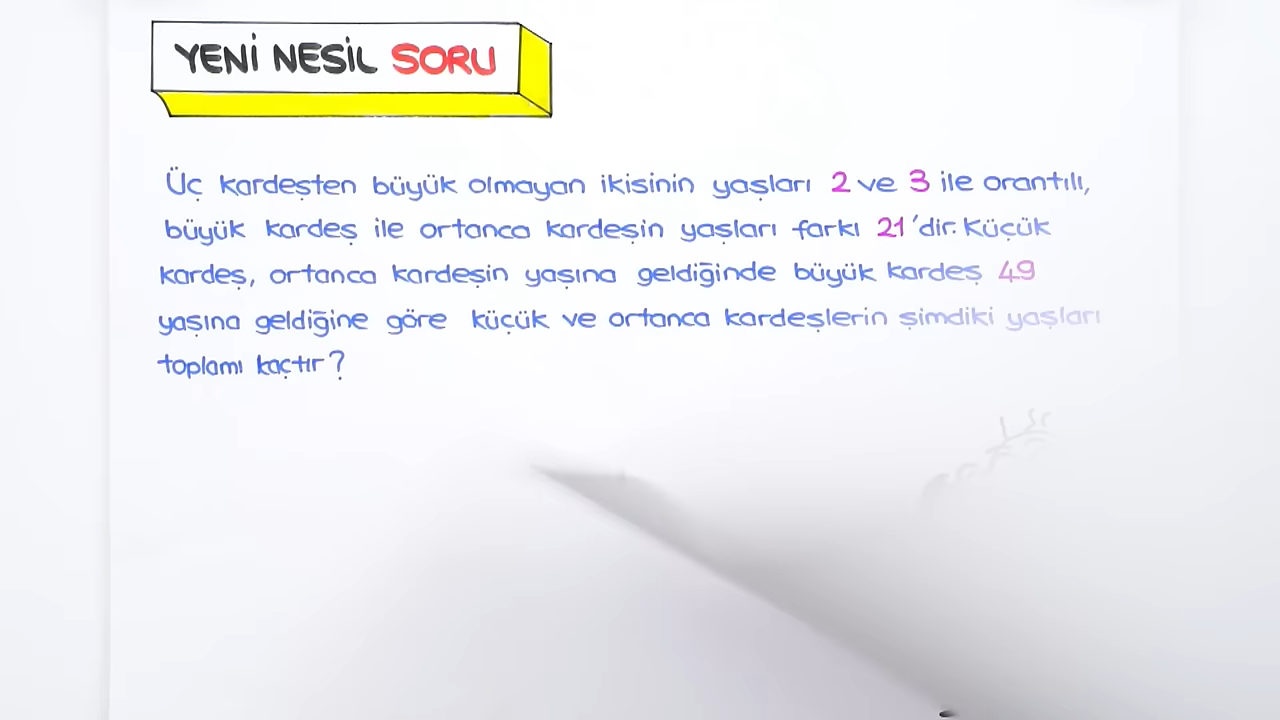 YENİ NESİL SORU
Üç kardeşten büyük olmayan ikisinin yaşları 2 ve 3 ile orantılı,
büyük kardeş ile ortanca kardeşin yaşları farkı 21'dir. Küçük
kardeş, ortanca kardeşin yaşına geldiğinde büyük kardeş 49
yaşına geldiğine göre küçük ve ortanca kardeşlerin şimdiki yaşları
toplamı kaçtır?